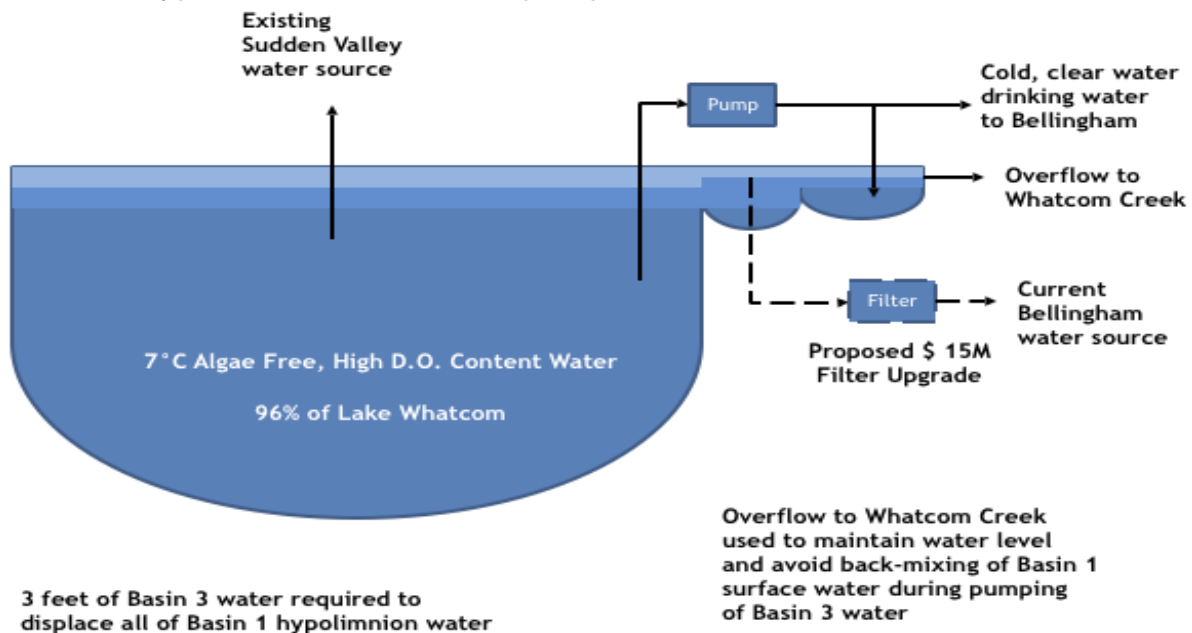 Existing
Sudden Valley
water source
Pump
Cold, clear water
drinking water
to Bellingham
Overflow to
Whatcom Creek
Filter
Current
Bellingham
water source
Proposed $ 15M
Filter Upgrade
7°C Algae Free, High D.O. Content Water
96% of Lake Whatcom
Overflow to Whatcom Creek
used to maintain water level
and avoid back-mixing of Basin 1
surface water during pumping
of Basin 3 water
3 feet of Basin 3 water required to
displace all of Basin 1 hypolimnion water